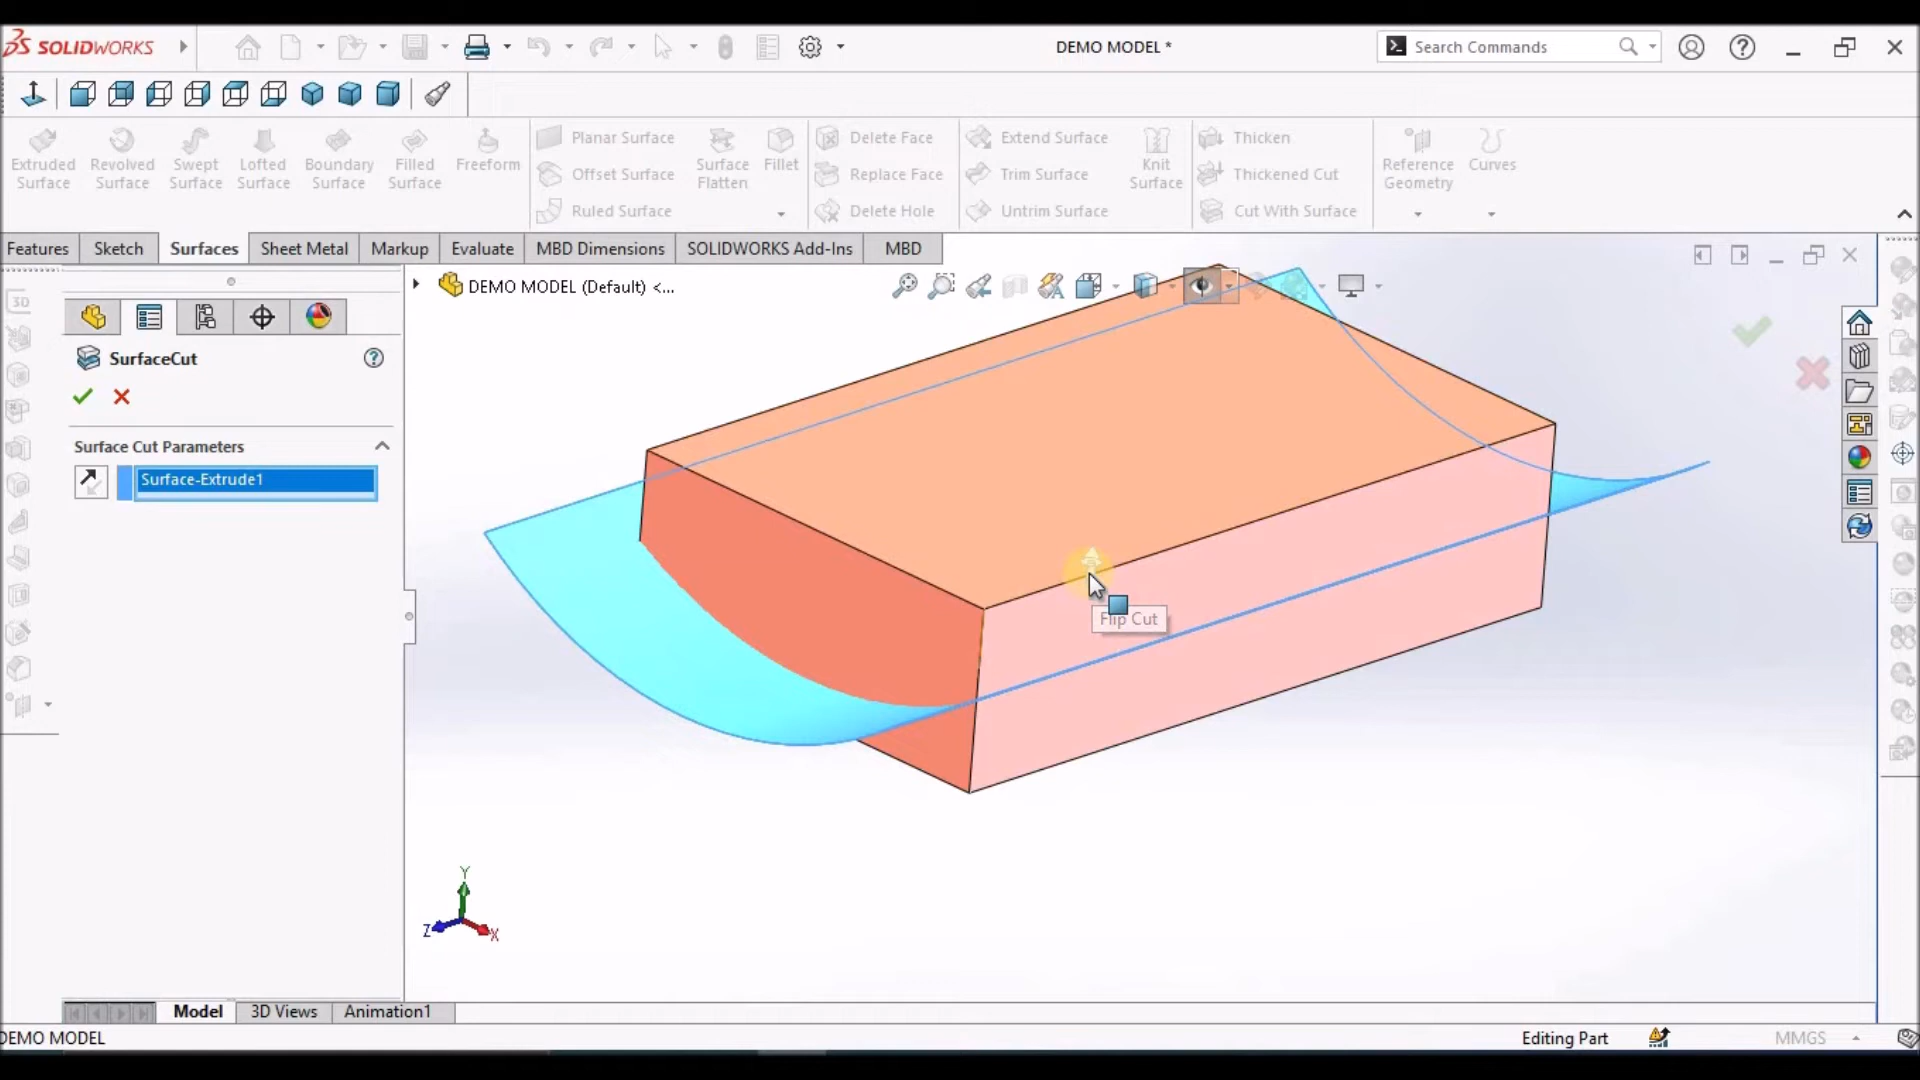 SOLIDWORKS
DEMO MODEL *
Search Commands
Extruded Surface
Revolved Surface
Swept Surface
Lofted Surface
Boundary Surface
Filled Surface
Freeform
Planar Surface
Offset Surface
Ruled Surface
Surface Flatten
Fillet
Delete Face
Replace Face
Delete Hole
Extend Surface
Trim Surface
Untrim Surface
Knit Surface
Thicken
Thickened Cut
Cut With Surface
Reference Geometry
Curves
Features
Sketch
Surfaces
Sheet Metal
Markup
Evaluate
MBD Dimensions
SOLIDWORKS Add-Ins
MBD
3D
DEMO MODEL (Default) <...
SurfaceCut
Surface Cut Parameters
Surface-Extrude1
Flip Cut
Y
Z
X
Model
3D Views
Animation1
DEMO MODEL
Editing Part
MMGS